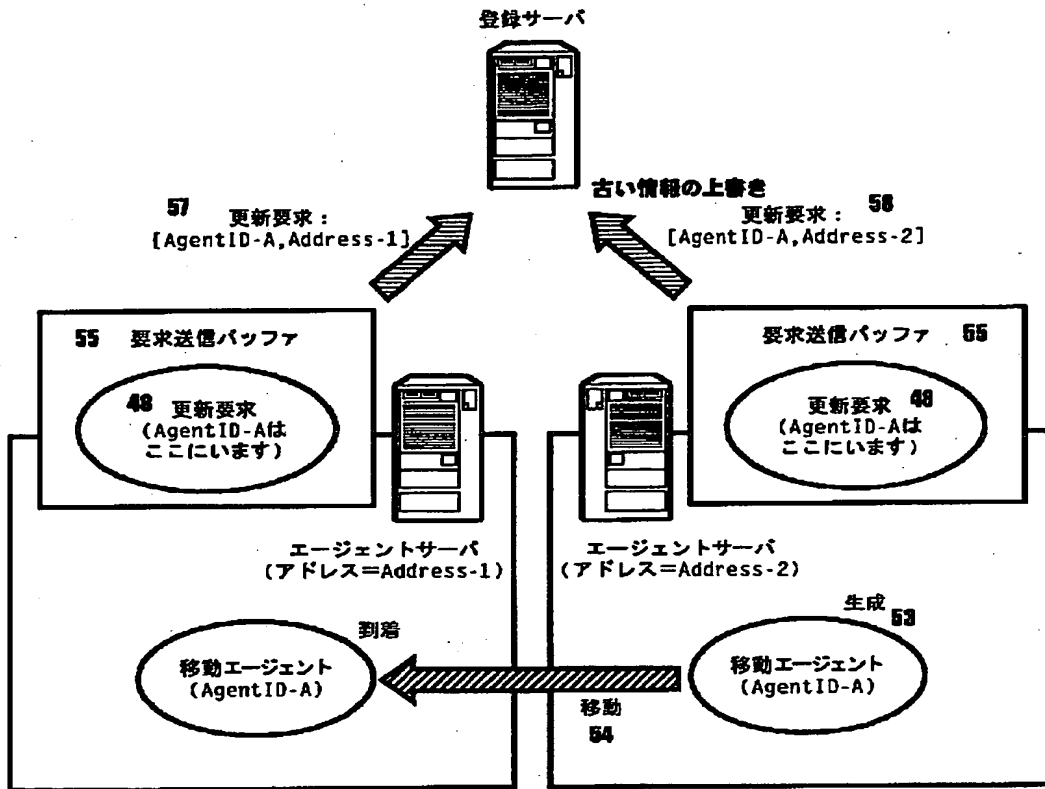 登録サーバ
古い情報の上書き
57
更新要求：
[AgentID-A,Address-1]
更新要求：
58
[AgentID-A,Address-2]
55 要求送信バッファ
48
更新要求
(AgentID-Aは
ここにいます)
要求送信バッファ 55
48
更新要求
(AgentID-Aは
ここにいます)
エージェントサーバ
(アドレス＝Address-1)
エージェントサーバ
(アドレス＝Address-2)
到着
移動エージェント
(AgentID-A)
移動
54
生成
53
移動エージェント
(AgentID-A)